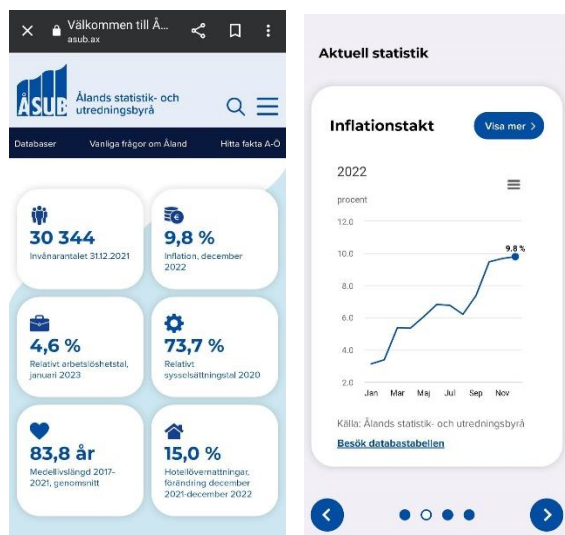 Välkommen till Å...
asub.ax
ÅSUB
Ålands statistik- och
utredningsbyrå
Databaser Vanliga frågor om Åland Hitta fakta A-Ö
30 344
Invånarantalet 31.12.2021
9,8 %
Inflation, december
2022
4,6 %
Relativt arbetslöshetstal,
januari 2023
73,7 %
Relativt
sysselsättningstal 2020
83,8 år
Medellivslängd 2017-
2021, genomsnitt
15,0 %
Hotellövernattningar,
förändring december
2021-december 2022
Aktuell statistik
Inflationstakt
Visa mer
2022
procent
12.0
10.0
8.0
6.0
4.0
2.0
9.8 %
Jan Mar Maj Jul Sep Nov
Källa: Ålands statistik- och utredningsbyrå
Besök databastabellen